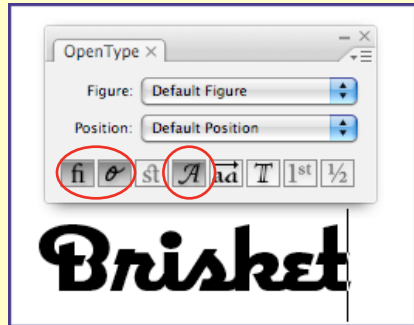 OpenType ×
Figure: Default Figure
Position: Default Position
fi o st A aa T 1st ½
Brisket